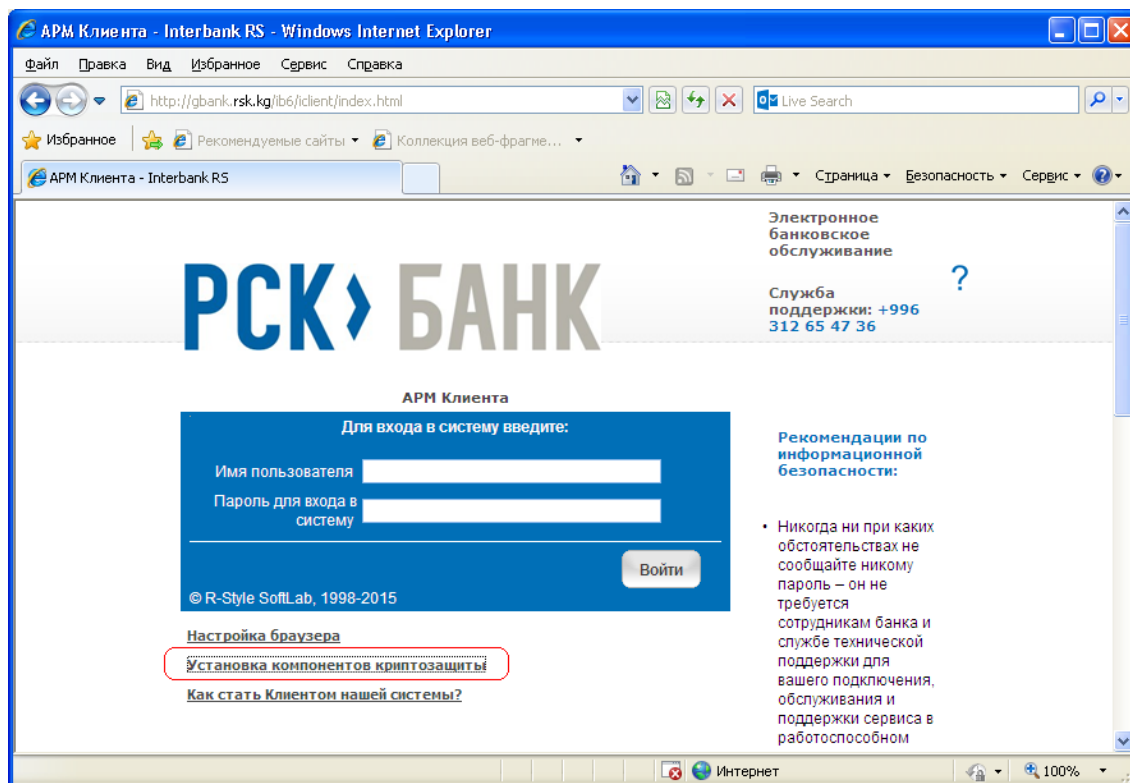 АРМ Клиента - Interbank RS - Windows Internet Explorer
Файл Правка Вид Избранное Сервис Справка
http://gbank.rsk.kg/ib6/iclient/index.html
Live Search
Избранное Рекомендуемые сайты Коллекция веб-фрагме...
АРМ Клиента - Interbank RS
Страница Безопасность Сервис
Электронное
банковское
обслуживание
?
Служба
поддержки: +996
312 65 47 36
РСК БАНК
АРМ Клиента
Для входа в систему введите:
Имя пользователя
Пароль для входа в
систему
Войти
© R-Style SoftLab, 1998-2015
Настройка браузера
Установка компонентов криптозащиты
Как стать Клиентом нашей системы?
Рекомендации по
информационной
безопасности:
• Никогда ни при каких
обстоятельствах не
сообщайте никому
пароль – он не
требуется
сотрудникам банка и
службе технической
поддержки для
вашего подключения,
обслуживания и
поддержки сервиса в
работоспособном
Интернет
100%